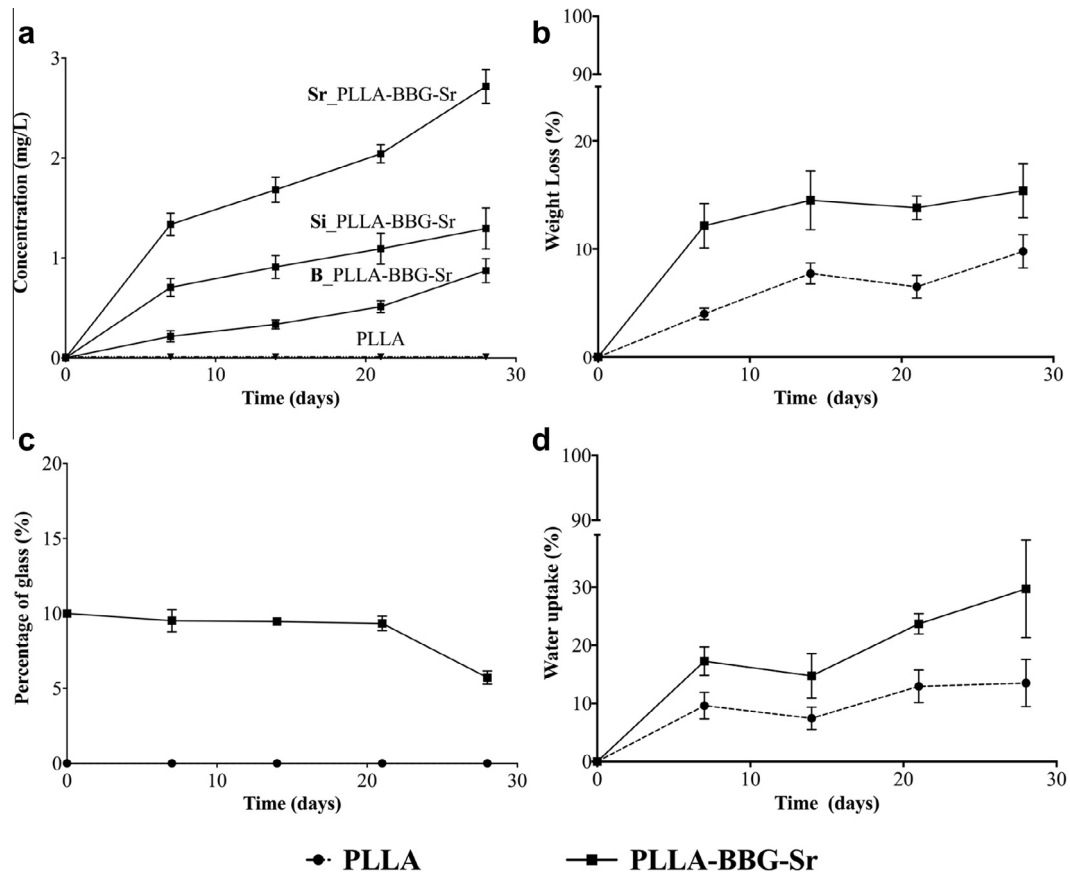 a
Concentration (mg/L)
3
2
1
0
Sr_PLLA-BBG-Sr
Si_PLLA-BBG-Sr
B_PLLA-BBG-Sr
PLLA
0 10 20 30
Time (days)
b
Weight Loss (%)
100
90
20
10
0
0 10 20 30
Time (days)
c
Percentage of glass (%)
20
15
10
5
0
0 10 20 30
Time (days)
d
Water uptake (%)
100
90
30
20
10
0
0 10 20 30
Time (days)
PLLA PLLA-BBG-Sr